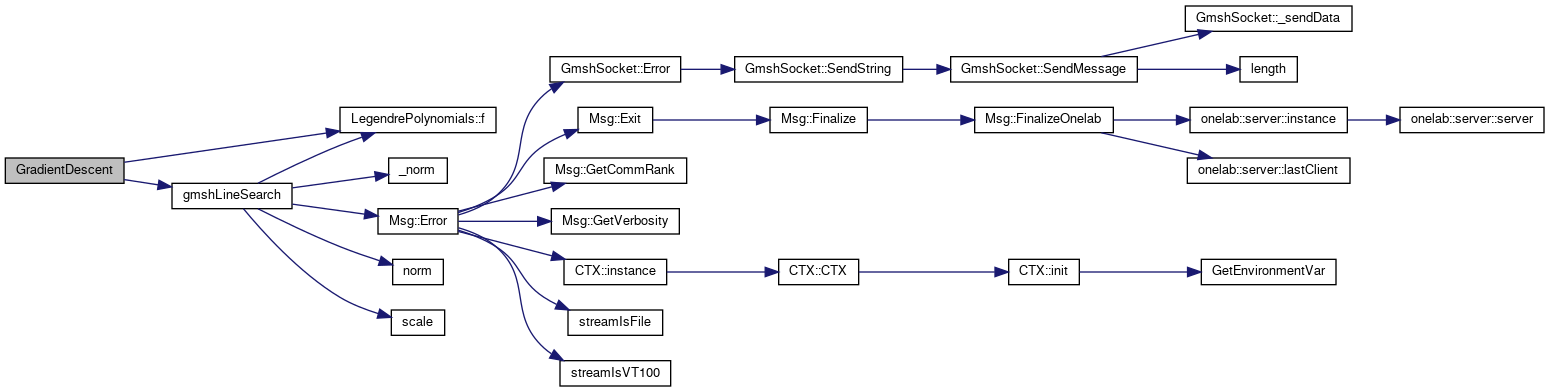 GradientDescent
LegendrePolynomials::f
gmshLineSearch
_norm
Msg::Error
norm
scale
GmshSocket::Error
GmshSocket::SendString
GmshSocket::SendMessage
GmshSocket::_sendData
length
Msg::Exit
Msg::Finalize
Msg::FinalizeOnelab
onelab::server::instance
onelab::server::server
onelab::server::lastClient
Msg::GetCommRank
Msg::GetVerbosity
CTX::instance
CTX::CTX
CTX::init
GetEnvironmentVar
streamIsFile
streamIsVT100